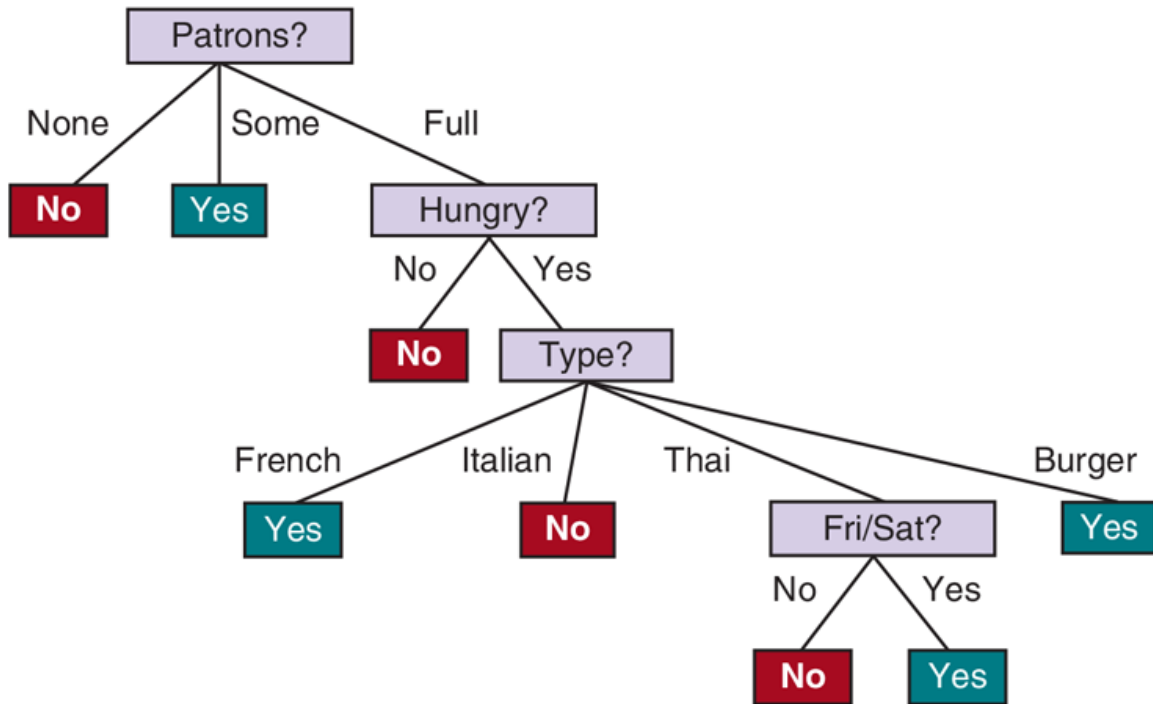 Patrons?
None Some Full
No Yes Hungry?
No Yes
No Type?
French Italian Thai Burger
Yes No Fri/Sat? Yes
No Yes
No Yes